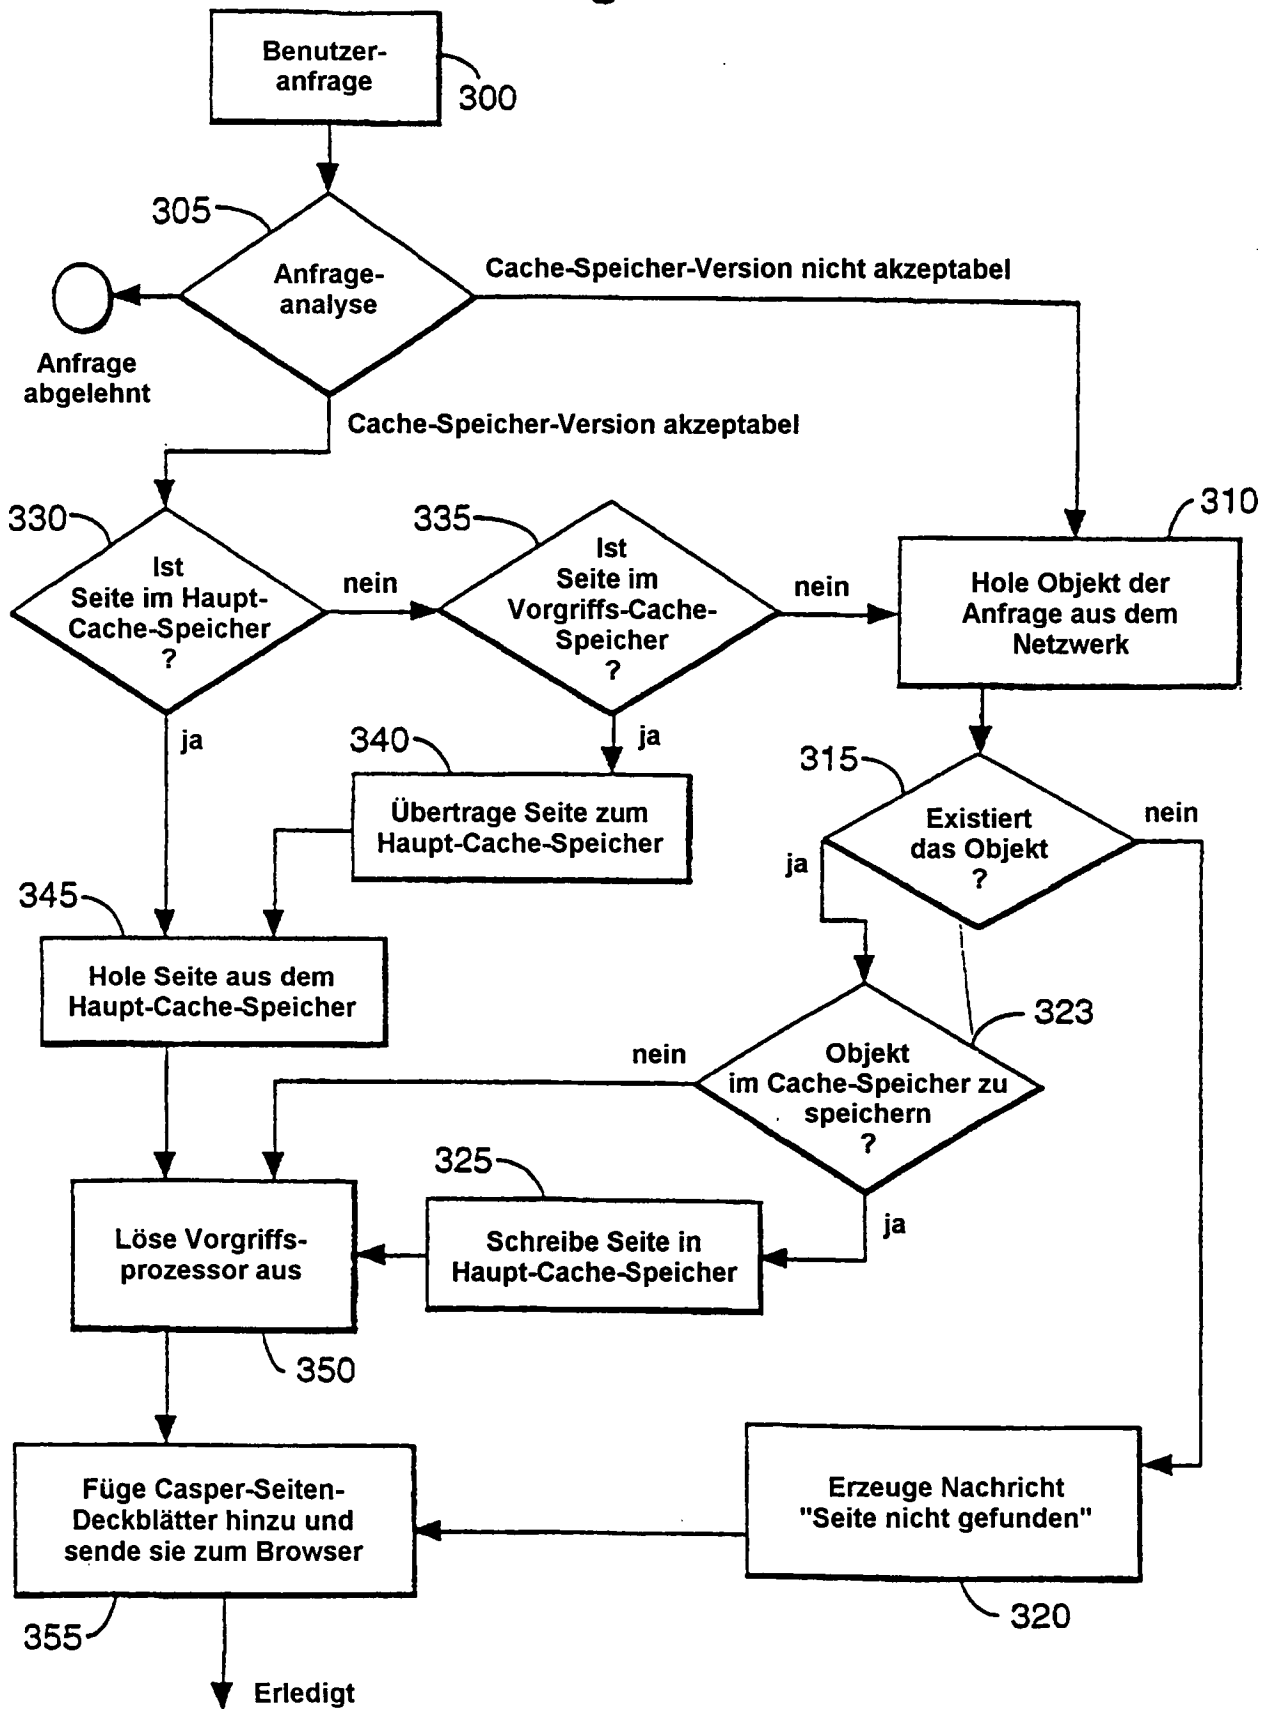 Benutzer-
anfrage
300
305
Anfrage-
analyse
Cache-Speicher-Version nicht akzeptabel
Anfrage
abgelehnt
Cache-Speicher-Version akzeptabel
330
Ist
Seite im Haupt-
Cache-Speicher
?
nein
335
Ist
Seite im
Vorgriffs-Cache-
Speicher
?
nein
310
Hole Objekt der
Anfrage aus dem
Netzwerk
ja
340
ja
Übertrage Seite zum
Haupt-Cache-Speicher
315
Existiert
das Objekt
?
nein
ja
345
Hole Seite aus dem
Haupt-Cache-Speicher
323
nein
Objekt
im Cache-Speicher zu
speichern
?
ja
325
Schreibe Seite in
Haupt-Cache-Speicher
Löse Vorgriffs-
prozessor aus
350
Füge Casper-Seiten-
Deckblätter hinzu und
sende sie zum Browser
355
Erzeuge Nachricht
"Seite nicht gefunden"
320
Erledigt